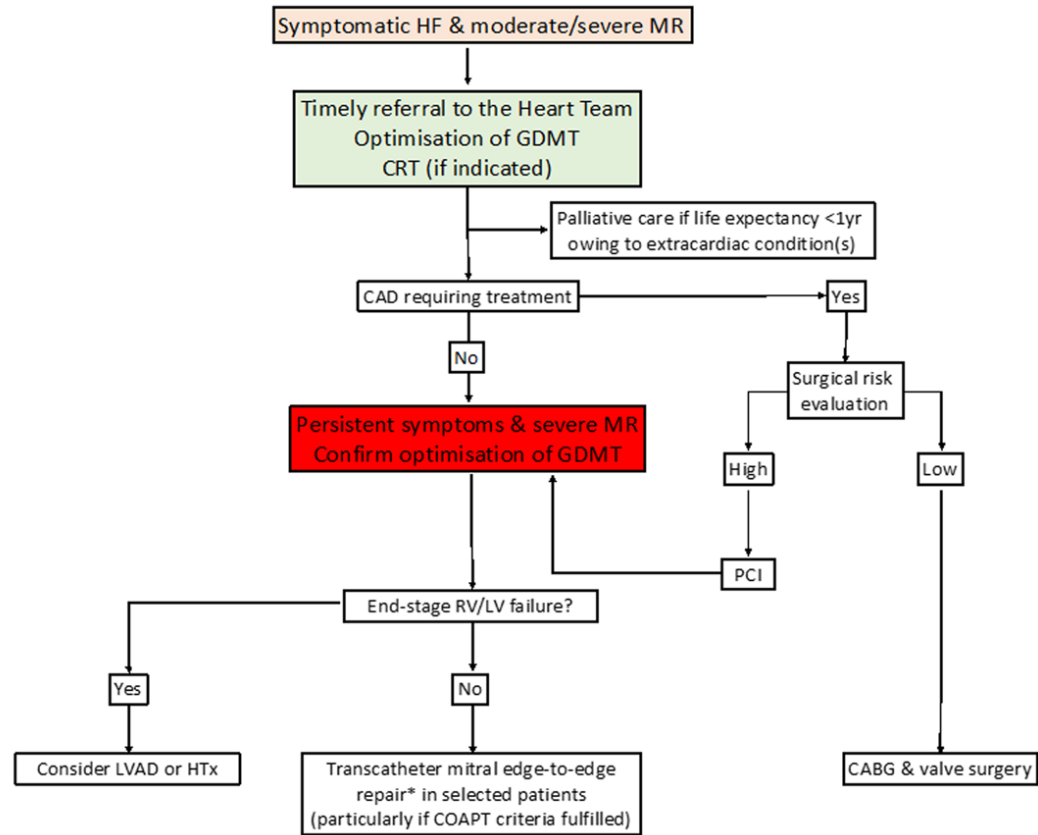 Symptomatic HF & moderate/severe MR
Timely referral to the Heart Team
Optimisation of GDMT
CRT (if indicated)
Palliative care if life expectancy <1yr
owing to extracardiac condition(s)
CAD requiring treatment
Yes
No
Surgical risk
evaluation
Persistent symptoms & severe MR
Confirm optimisation of GDMT
High
Low
PCI
End-stage RV/LV failure?
Yes
No
Consider LVAD or HTx
Transcatheter mitral edge-to-edge
repair* in selected patients
(particularly if COAPT criteria fulfilled)
CABG & valve surgery